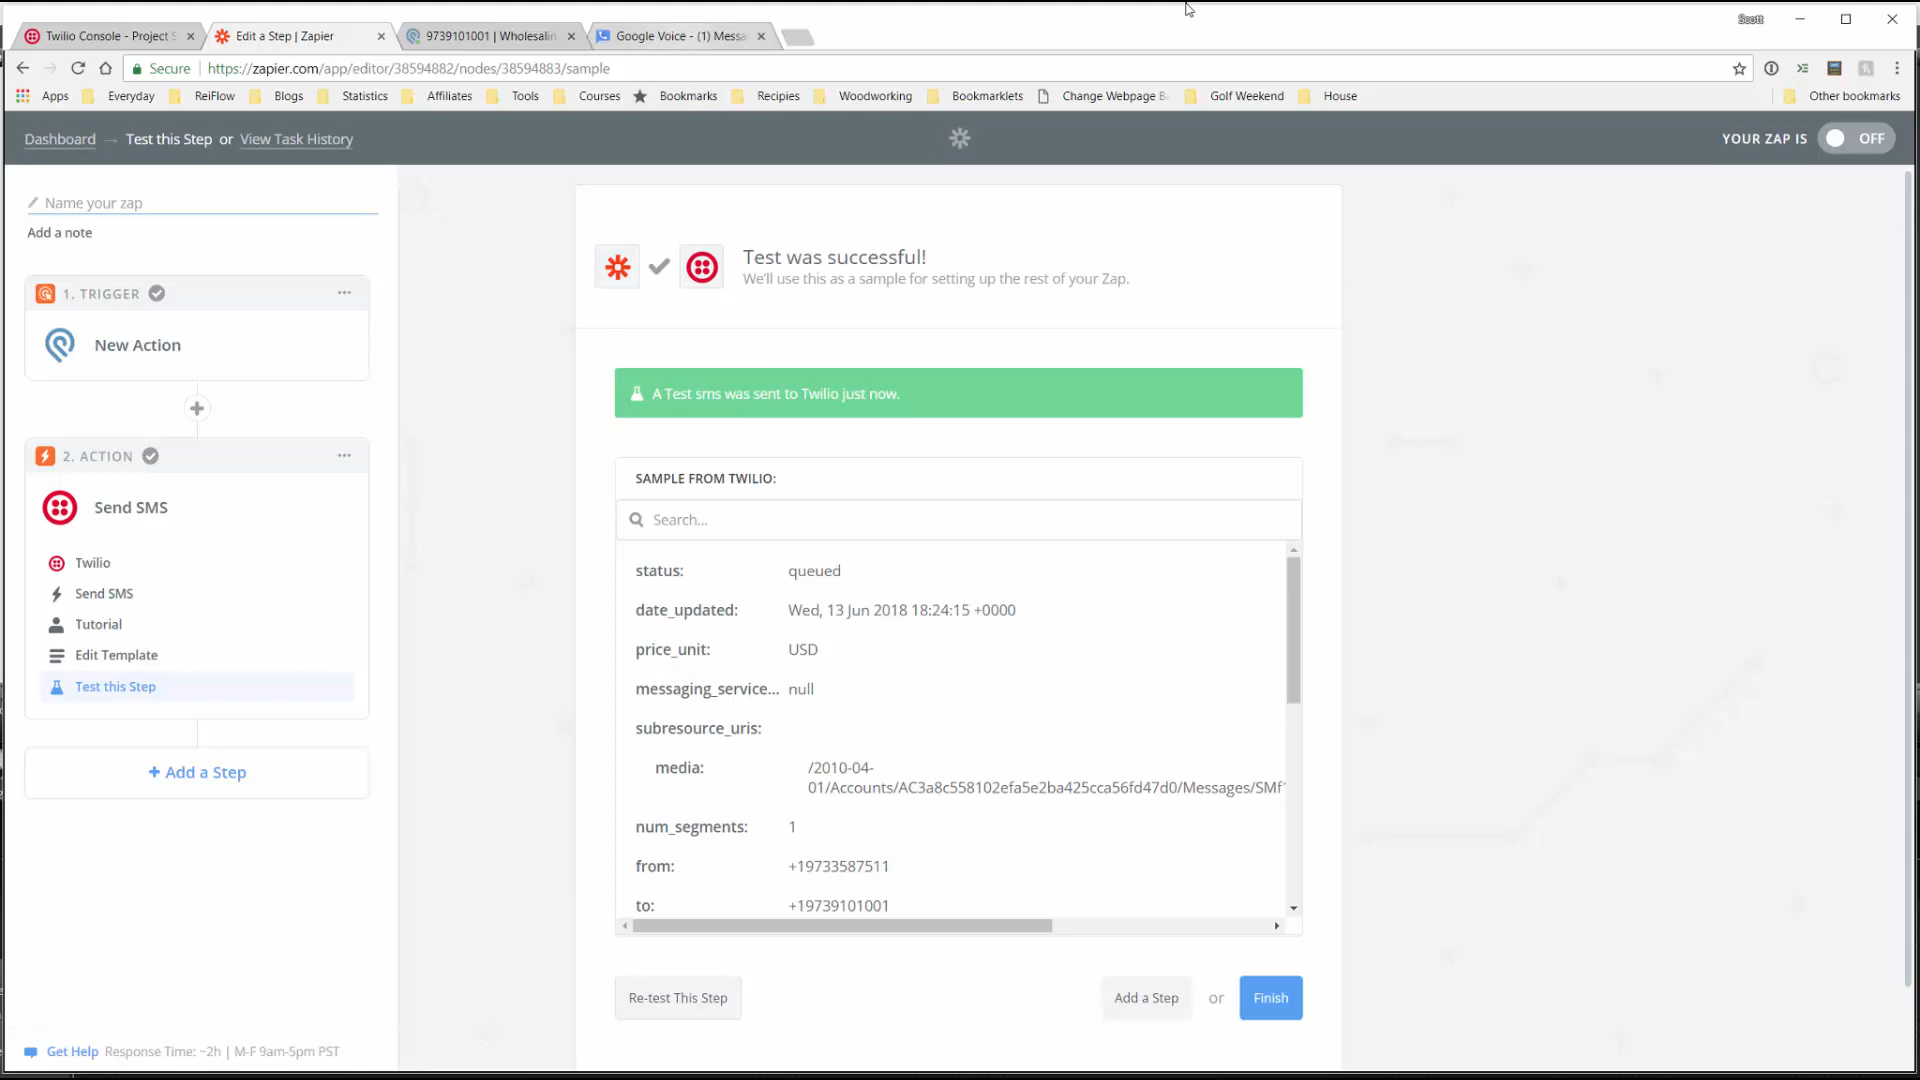 Scott
Twilio Console - Project S
Edit a Step | Zapier
9739101001 | Wholesalin
Google Voice - (1) Messa
Secure
https://zapier.com/app/editor/38594882/nodes/38594883/sample
Apps
Everyday
ReiFlow
Blogs
Statistics
Affiliates
Tools
Courses
Bookmarks
Recipies
Woodworking
Bookmarklets
Change Webpage Ba
Golf Weekend
House
Other bookmarks
Dashboard → Test this Step or View Task History
YOUR ZAP IS OFF
Name your zap
Add a note
1. TRIGGER
New Action
2. ACTION
Send SMS
Twilio
Send SMS
Tutorial
Edit Template
Test this Step
+ Add a Step
Get Help Response Time: ~2h | M-F 9am-5pm PST
Test was successful!
We'll use this as a sample for setting up the rest of your Zap.
A Test sms was sent to Twilio just now.
SAMPLE FROM TWILIO:
Search...
status: queued
date_updated: Wed, 13 Jun 2018 18:24:15 +0000
price_unit: USD
messaging_service... null
subresource_uris:
media: /2010-04-
01/Accounts/AC3a8c558102efa5e2ba425cca56fd47d0/Messages/SMf
num_segments: 1
from: +19733587511
to: +19739101001
Re-test This Step
Add a Step or Finish